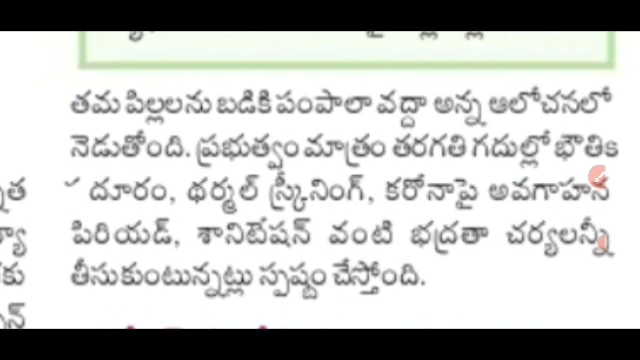 తమ పిల్లలను బడికి పంపాలా వద్దా అన్న ఆలోచనలో
నెడుతోంది. ప్రభుత్వం మాత్రం తరగతి గదుల్లో భౌతిక
దూరం, థర్మల్ స్క్రీనింగ్, కరోనాపై అవగాహన
పిరియడ్, శానిటేషన్ వంటి భద్రతా చర్యలన్నీ
తీసుకుంటున్నట్లు స్పష్టం చేస్తోంది.